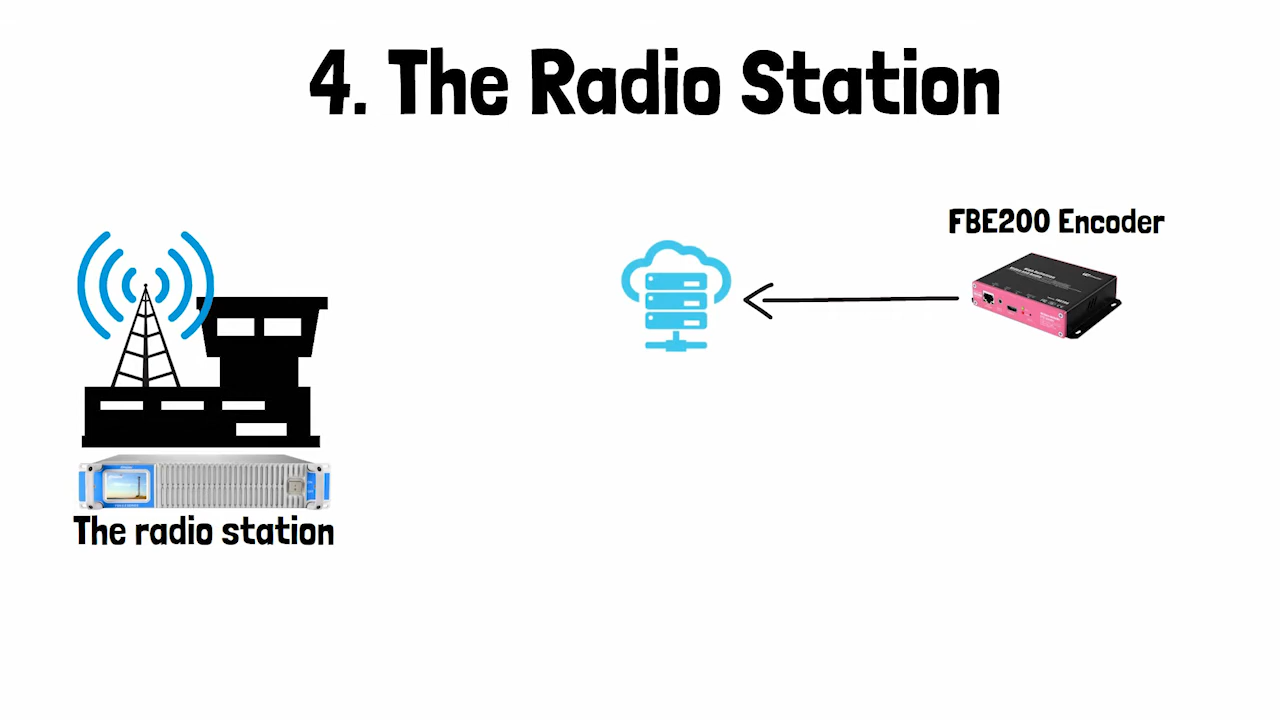 4. The Radio Station
FBE200 Encoder
The radio station